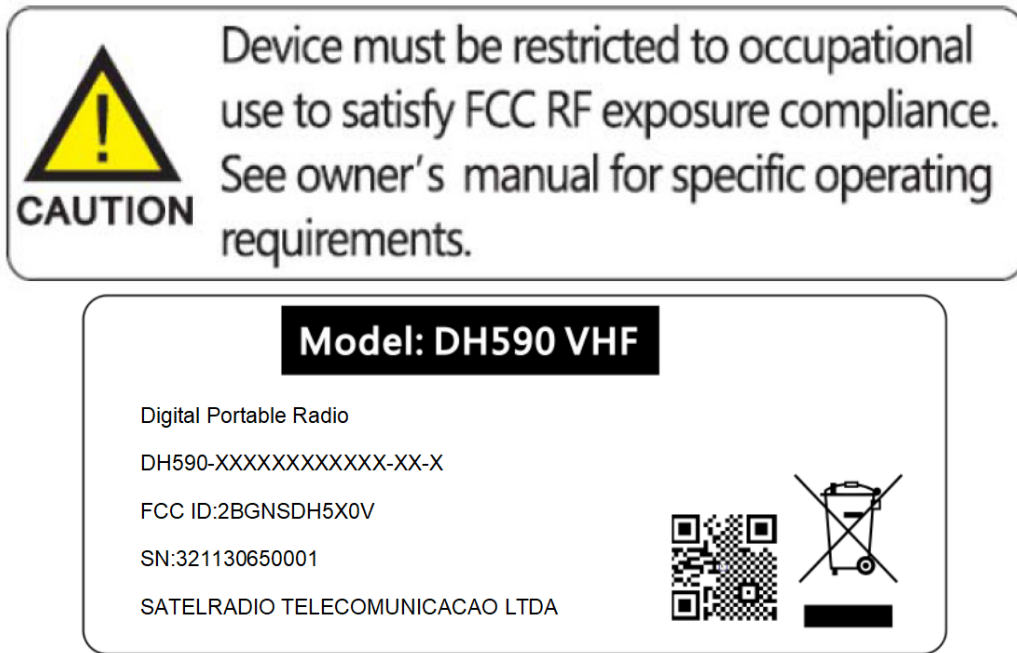 Device must be restricted to occupational
use to satisfy FCC RF exposure compliance.
See owner's manual for specific operating
requirements.
CAUTION
Model: DH590 VHF
Digital Portable Radio
DH590-XXXXXXXXXXXX-XX-X
FCC ID:2BGNSDH5X0V
SN:321130650001
SATELRADIO TELECOMUNICACAO LTDA